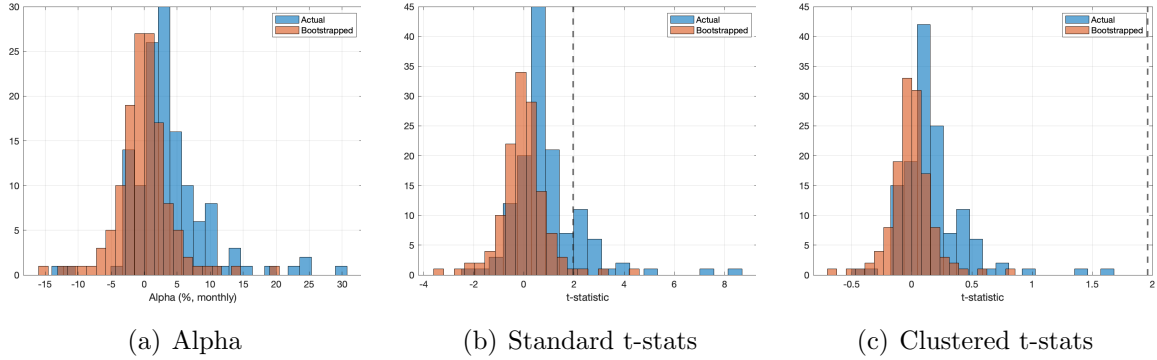 30
25
20
15
10
5
0
-15 -10 -5 0 5 10 15 20 25 30
Alpha (%, monthly)
Actual
Bootstrapped
(a) Alpha
45
40
35
30
25
20
15
10
5
0
-4 -2 0 2 4 6 8
t-statistic
Actual
Bootstrapped
(b) Standard t-stats
45
40
35
30
25
20
15
10
5
0
-0.5 0 0.5 1 1.5 2
t-statistic
Actual
Bootstrapped
(c) Clustered t-stats